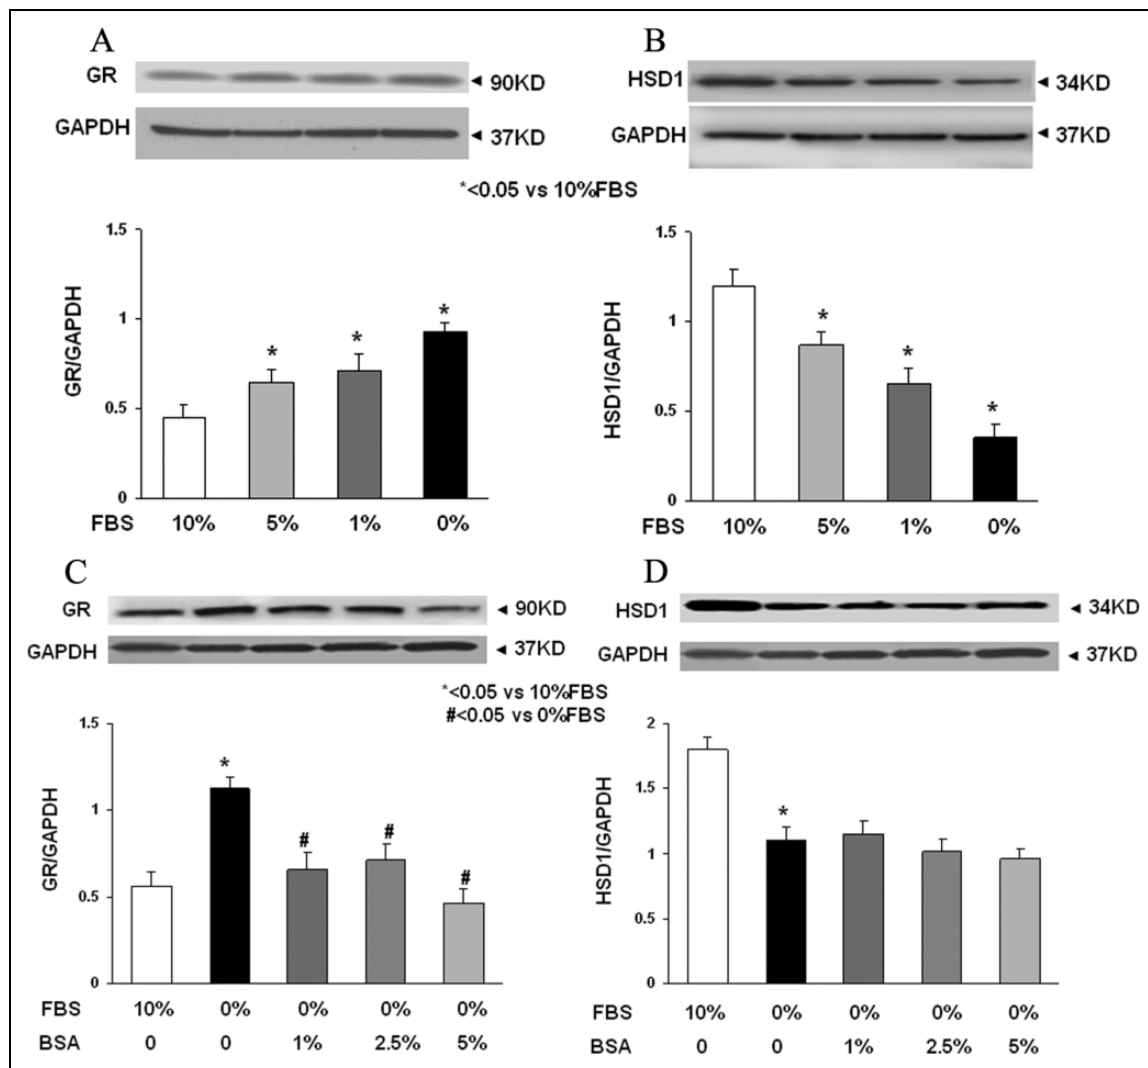 A
GR
90KD
GAPDH
37KD
B
HSD1
34KD
GAPDH
37KD
*<0.05 vs 10%FBS
GR/GAPDH
1.5
1
0.5
0
*
*
*
FBS 10% 5% 1% 0%
HSD1/GAPDH
1.5
1
0.5
0
*
*
*
FBS 10% 5% 1% 0%
C
GR
90KD
GAPDH
37KD
D
HSD1
34KD
GAPDH
37KD
*<0.05 vs 10%FBS
#<0.05 vs 0%FBS
GR/GAPDH
1.5
1
0.5
0
*
#
#
#
FBS 10% 0% 0% 0% 0%
BSA 0 0 1% 2.5% 5%
HSD1/GAPDH
2
1.5
1
0.5
0
*
FBS 10% 0% 0% 0% 0%
BSA 0 0 1% 2.5% 5%